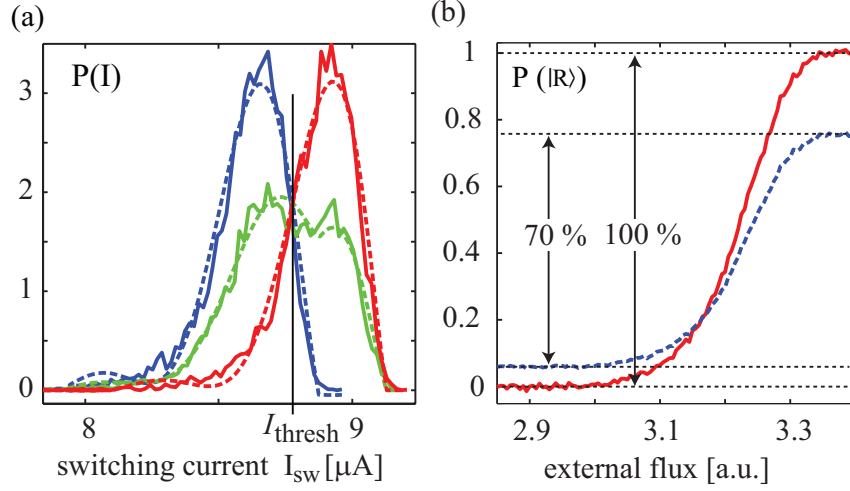 (a)
P(I)
3
2
1
0
8
I_thresh
9
switching current I_sw [μA]
(b)
P (|R⟩)
1
0.8
0.6
0.4
0.2
0
70 %
100 %
2.9
3.1
3.3
external flux [a.u.]